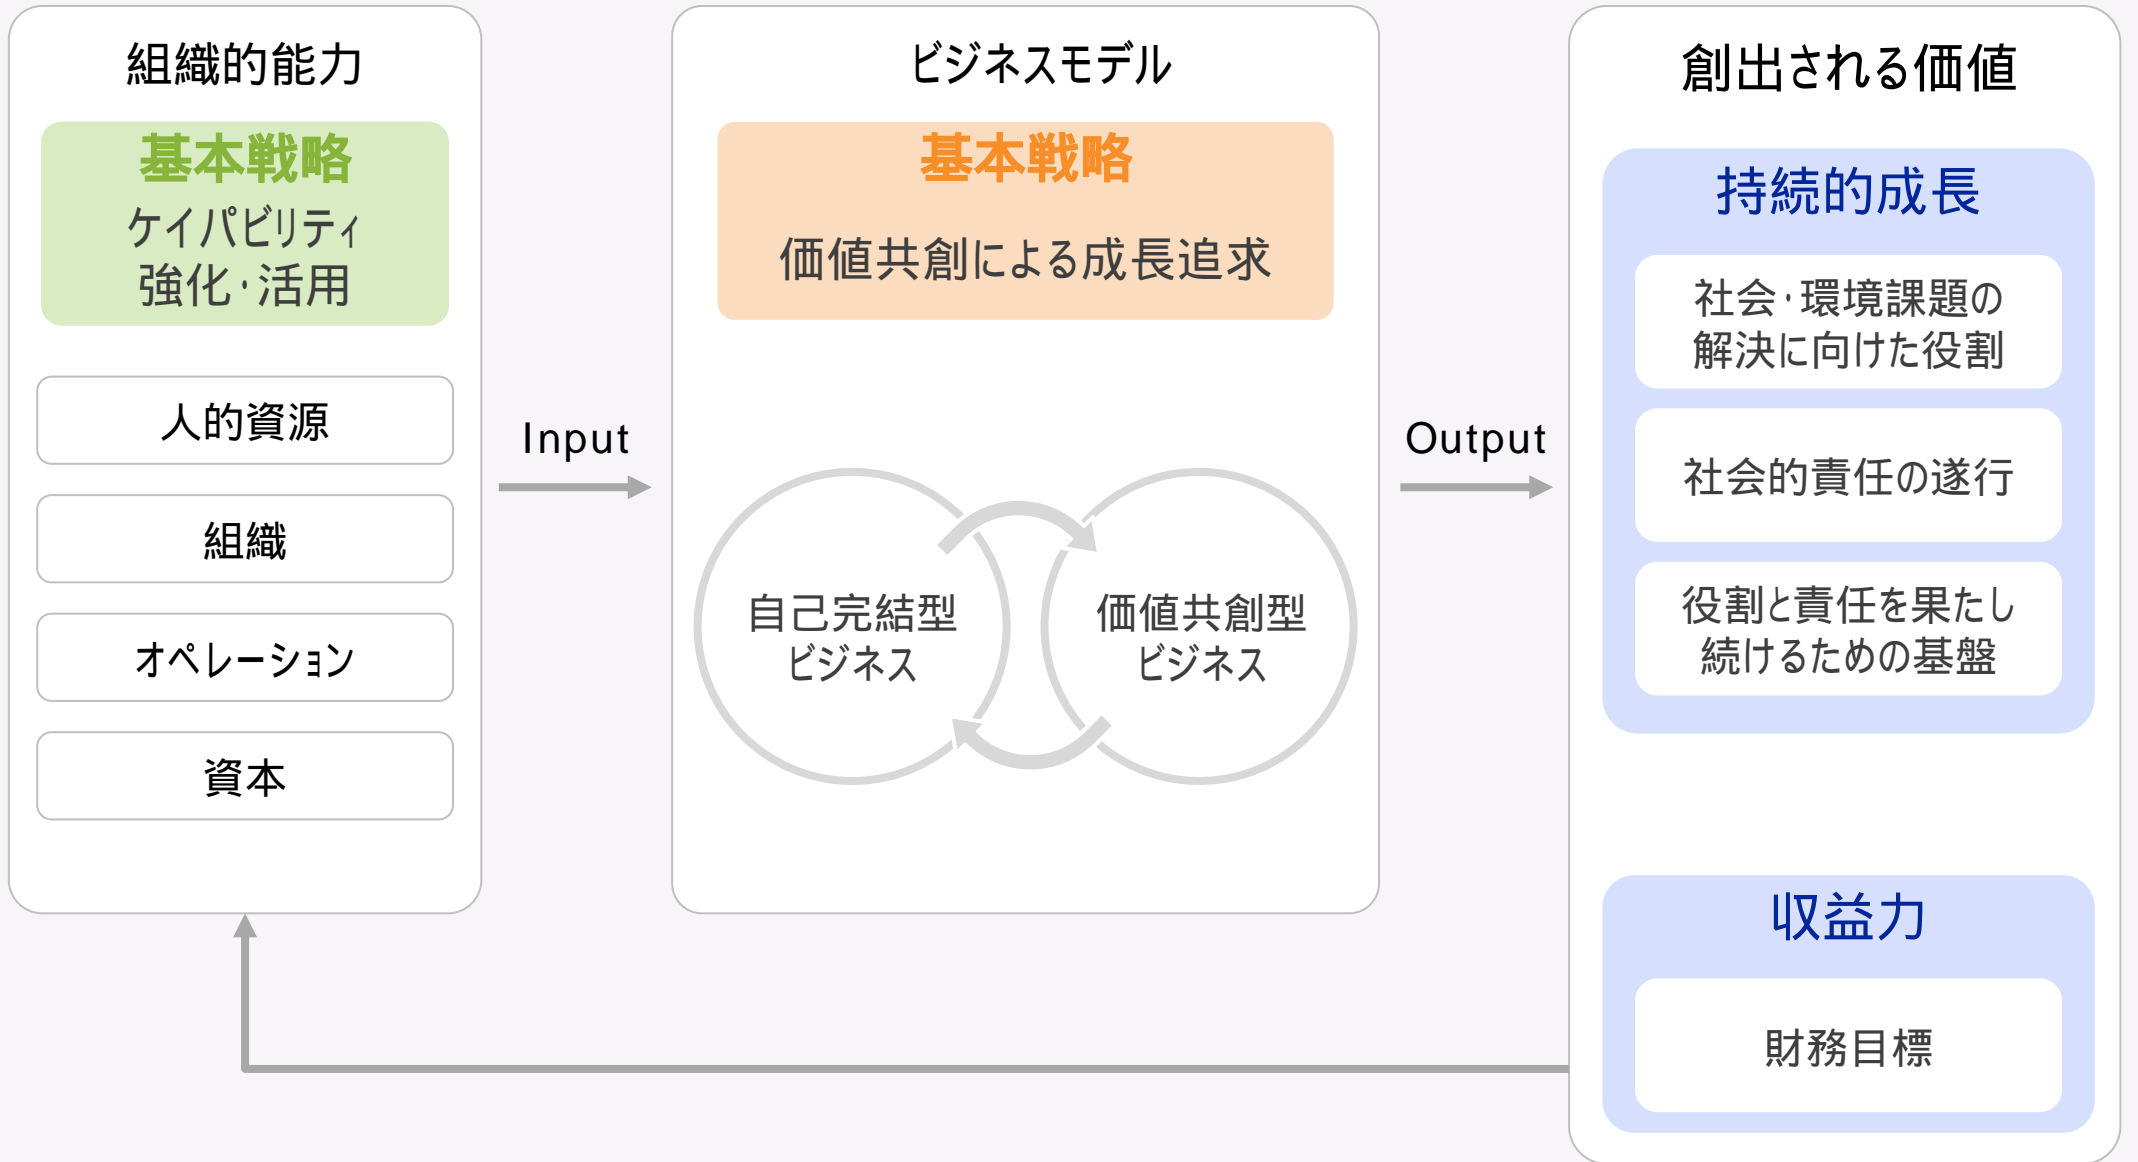 組織的能力
基本戦略
ケイパビリティ
強化・活用
人的資源
組織
オペレーション
資本
Input
ビジネスモデル
基本戦略
価値共創による成長追求
自己完結型
ビジネス
価値共創型
ビジネス
Output
創出される価値
持続的成長
社会・環境課題の
解決に向けた役割
社会的責任の遂行
役割と責任を果たし
続けるための基盤
収益力
財務目標